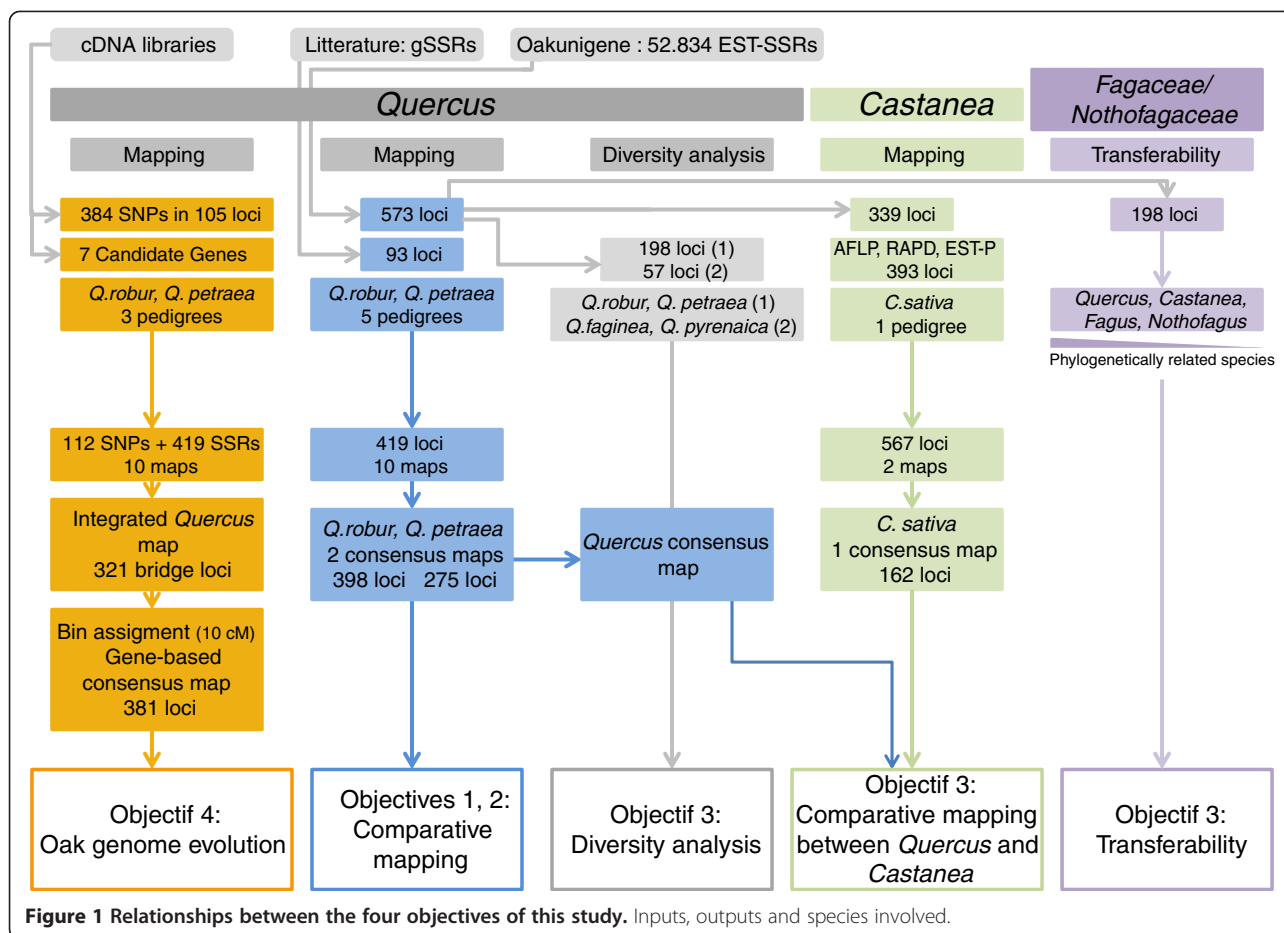 cDNA libraries
Litterature: gSSRs
Oakunigene : 52.834 EST-SSRs
Quercus
Castanea
Fagaceae/
Nothofagaceae
Mapping
Mapping
Diversity analysis
Mapping
Transferability
384 SNPs in 105 loci
573 loci
339 loci
198 loci
7 Candidate Genes
93 loci
198 loci (1)
57 loci (2)
AFLP, RAPD, EST-P
393 loci
Q.robur, Q. petraea
3 pedigrees
Q.robur, Q. petraea
5 pedigrees
Q.robur, Q. petraea (1)
Q.faginea, Q. pyrenaica (2)
C.sativa
1 pedigree
Quercus, Castanea,
Fagus, Nothofagus
Phylogenetically related species
112 SNPs + 419 SSRs
10 maps
419 loci
10 maps
567 loci
2 maps
Integrated Quercus
map
321 bridge loci
Q.robur, Q. petraea
2 consensus maps
398 loci 275 loci
Quercus consensus
map
C. sativa
1 consensus map
162 loci
Bin assigment (10 cM)
Gene-based
consensus map
381 loci
Objectif 4:
Oak genome evolution
Objectives 1, 2:
Comparative
mapping
Objectif 3:
Diversity analysis
Objectif 3:
Comparative mapping
between Quercus and
Castanea
Objectif 3:
Transferability
Figure 1 Relationships between the four objectives of this study. Inputs, outputs and species involved.